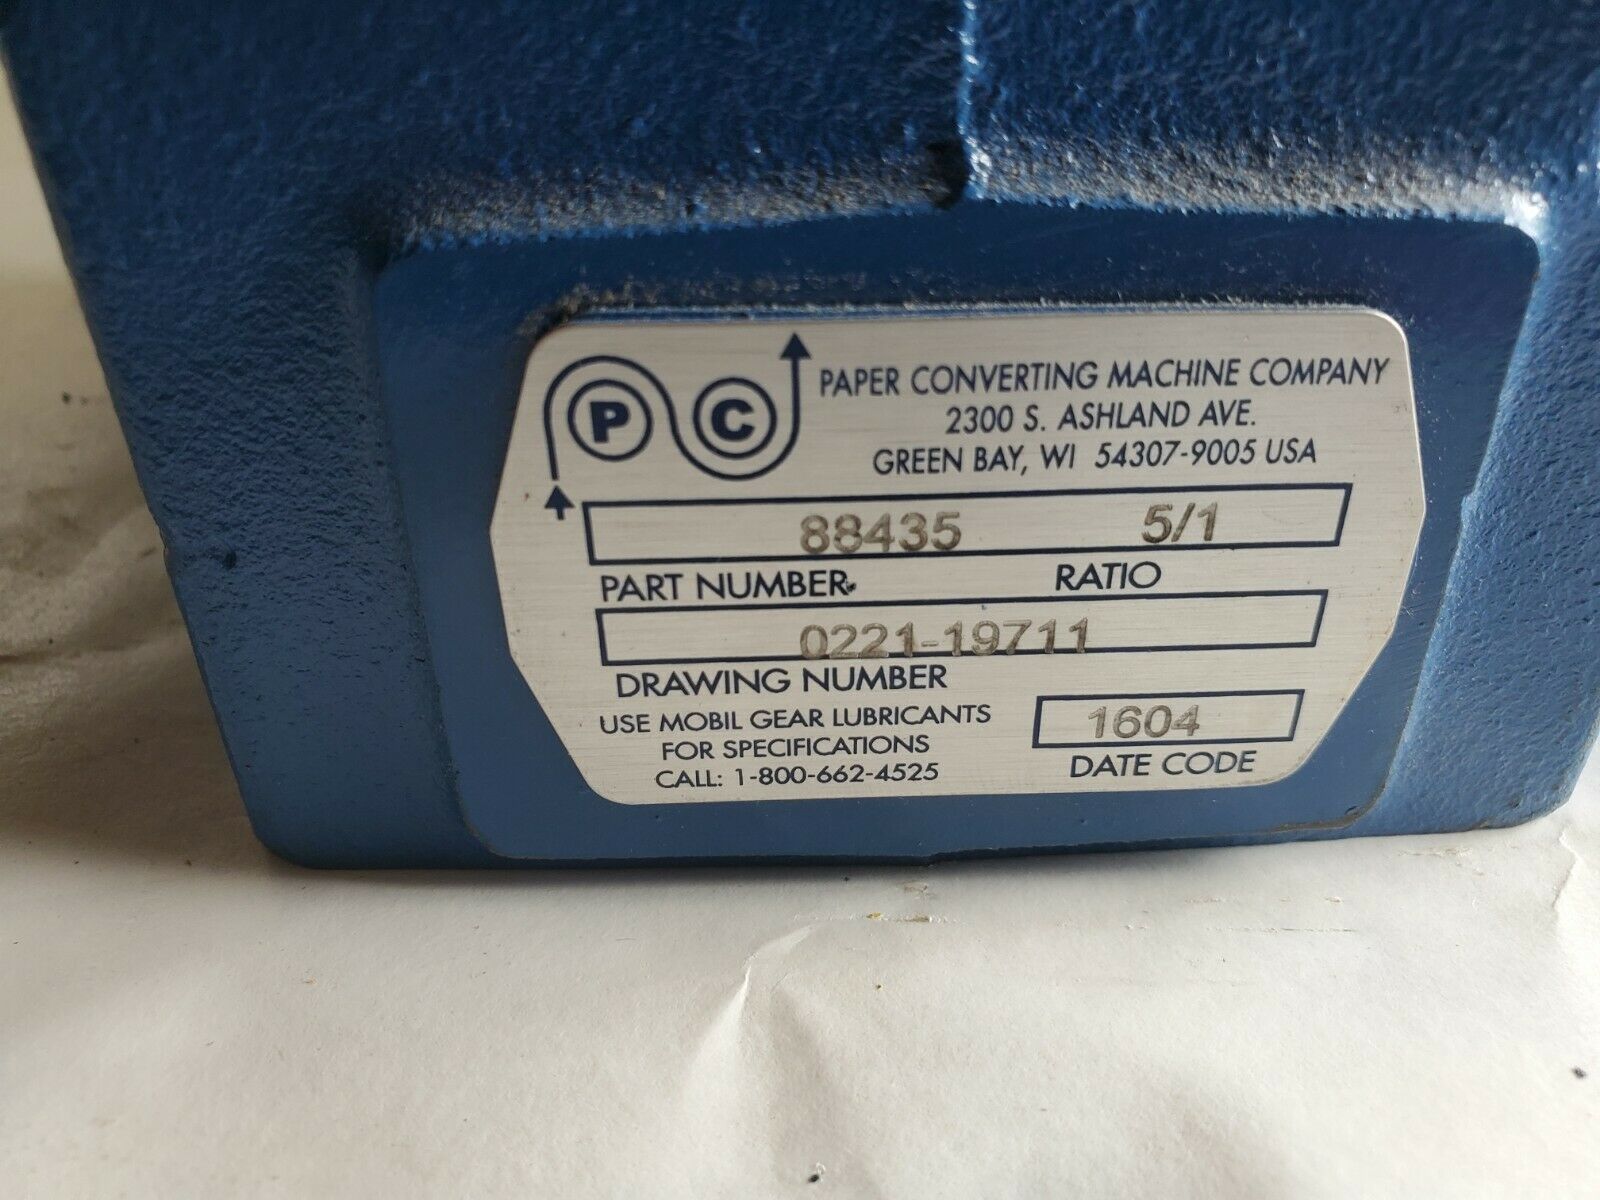 P C
PAPER CONVERTING MACHINE COMPANY
2300 S. ASHLAND AVE.
GREEN BAY, WI 54307-9005 USA
88435 5/1
PART NUMBER RATIO
0221-19711
DRAWING NUMBER
USE MOBIL GEAR LUBRICANTS
FOR SPECIFICATIONS
CALL: 1-800-662-4525
1604
DATE CODE